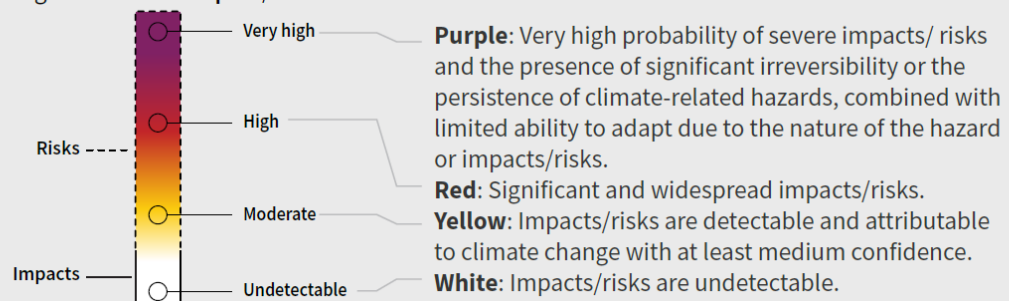 Very high
High
Risks
Moderate
Impacts
Undetectable
Purple: Very high probability of severe impacts/ risks
and the presence of significant irreversibility or the
persistence of climate-related hazards, combined with
limited ability to adapt due to the nature of the hazard
or impacts/risks.
Red: Significant and widespread impacts/risks.
Yellow: Impacts/risks are detectable and attributable
to climate change with at least medium confidence.
White: Impacts/risks are undetectable.